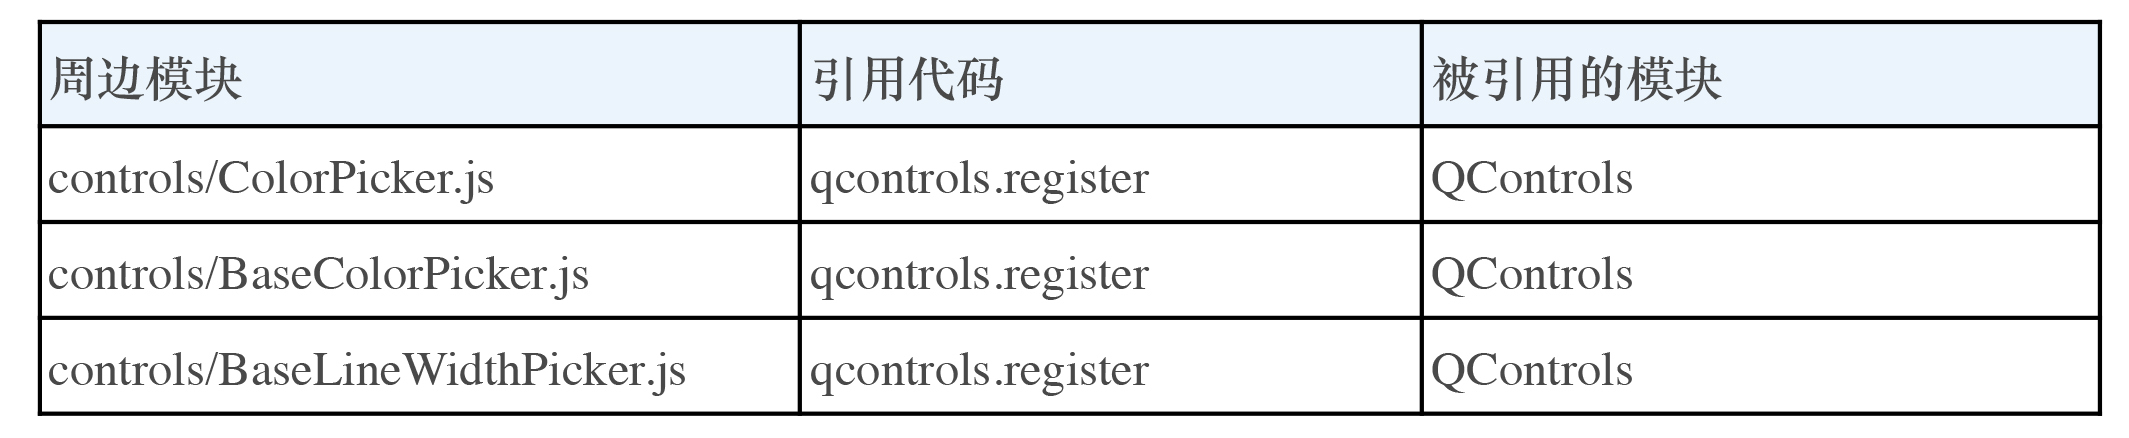 周边模块 引用代码 被引用的模块
controls/ColorPicker.js qcontrols.register QControls
controls/BaseColorPicker.js qcontrols.register QControls
controls/BaseLineWidthPicker.js qcontrols.register QControls